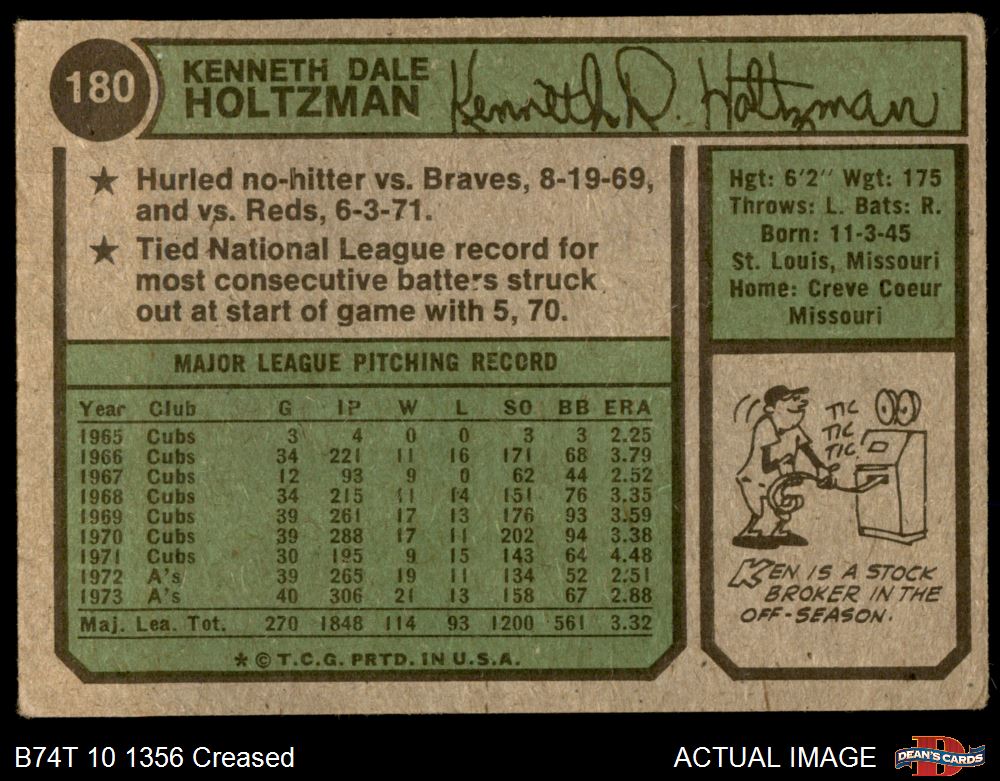 180
KENNETH DALE
HOLTZMAN
Kenneth D. Holtzman
★ Hurled no-hitter vs. Braves, 8-19-69,
and vs. Reds, 6-3-71.
★ Tied National League record for
most consecutive batters struck
out at start of game with 5, 70.
Hgt: 6'2" Wgt: 175
Throws: L. Bats: R.
Born: 11-3-45
St. Louis, Missouri
Home: Creve Coeur
Missouri
MAJOR LEAGUE PITCHING RECORD
Year Club G IP W L SO BB ERA
1965 Cubs 3 4 0 0 3 3 2.25
1966 Cubs 34 221 11 16 171 68 3.79
1967 Cubs 12 93 9 0 62 44 2.52
1968 Cubs 34 215 11 14 151 76 3.35
1969 Cubs 39 261 17 13 176 93 3.59
1970 Cubs 39 288 17 11 202 94 3.38
1971 Cubs 30 195 9 15 143 64 4.48
1972 A's 39 265 19 11 134 52 2.51
1973 A's 40 306 21 13 158 67 2.88
Maj. Lea. Tot. 270 1848 114 93 1200 561 3.32
* © T.C.G. PRTD. IN U.S.A.
TIC
TIC
TIC
KEN IS A STOCK
BROKER IN THE
OFF-SEASON.
B74T 10 1356 Creased
ACTUAL IMAGE
D
DEAN'S CARDS